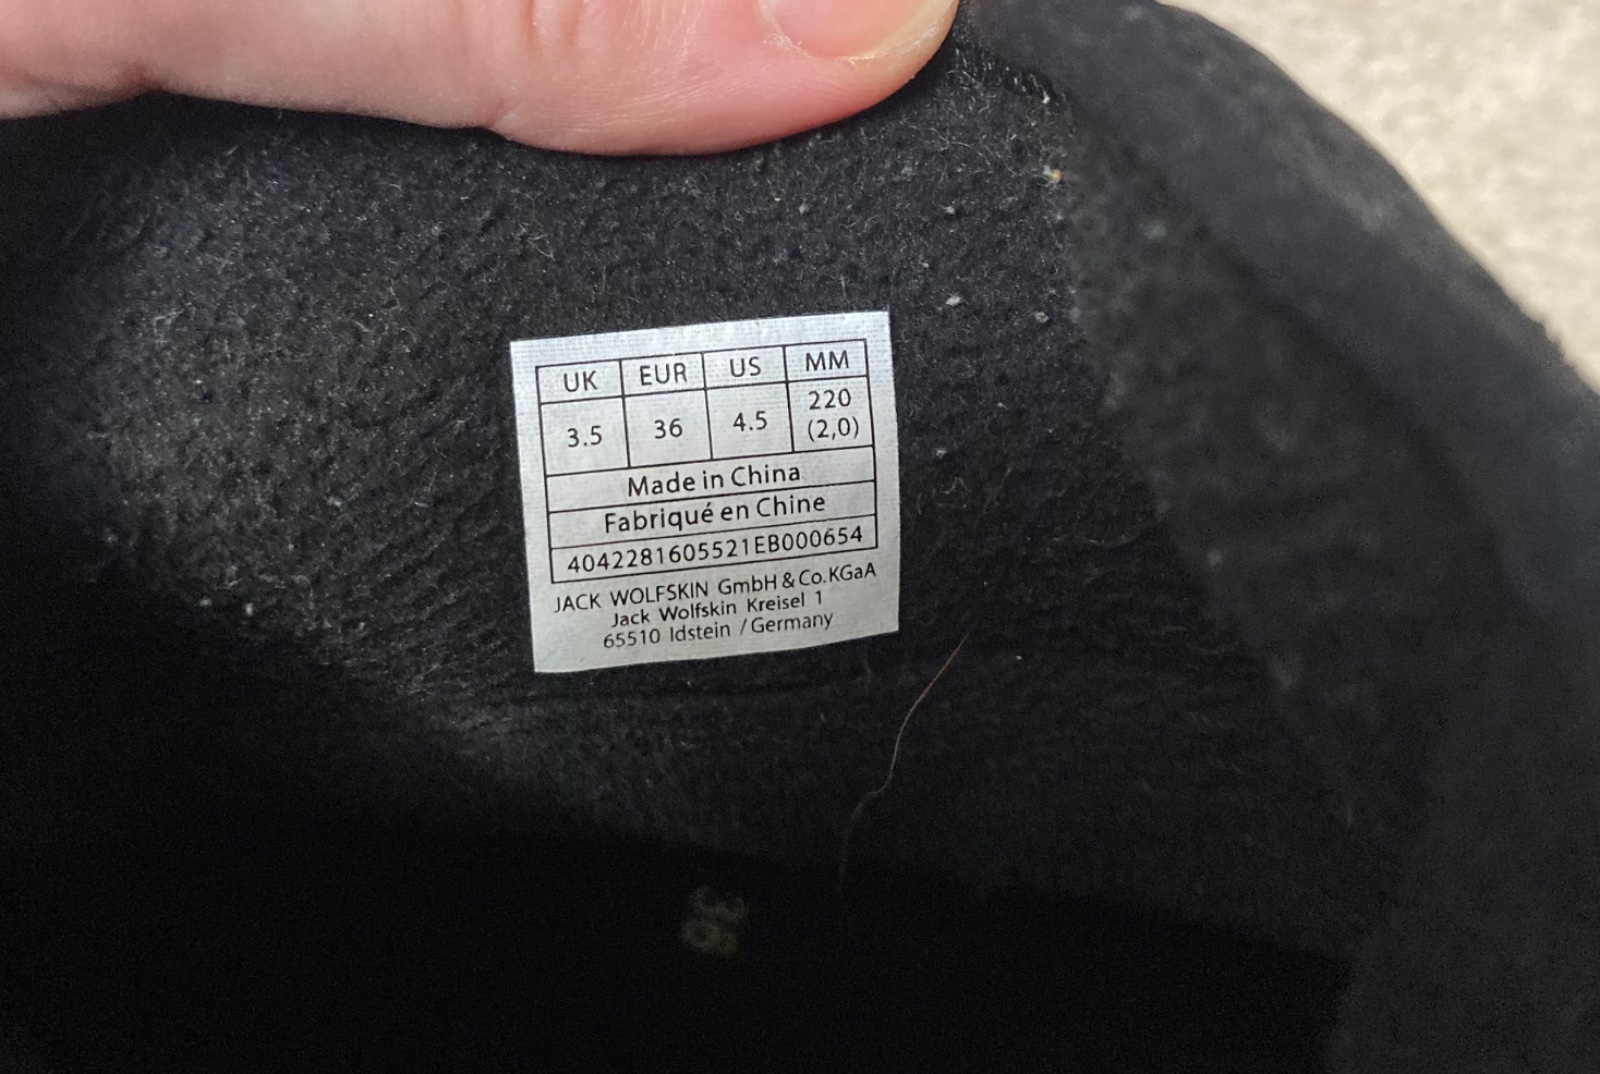 UK EUR US MM
3.5 36 4.5 220 (2,0)
Made in China
Fabriqué en Chine
4042281605521EB000654
JACK WOLFSKIN GmbH & Co.KGaA
Jack Wolfskin Kreisel 1
65510 Idstein / Germany
36